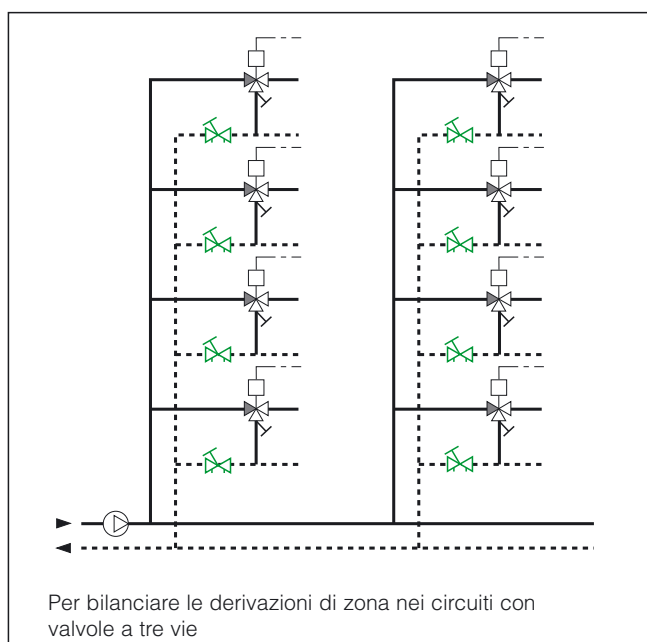 Per bilanciare le derivazioni di zona nei circuiti con
valvole a tre vie